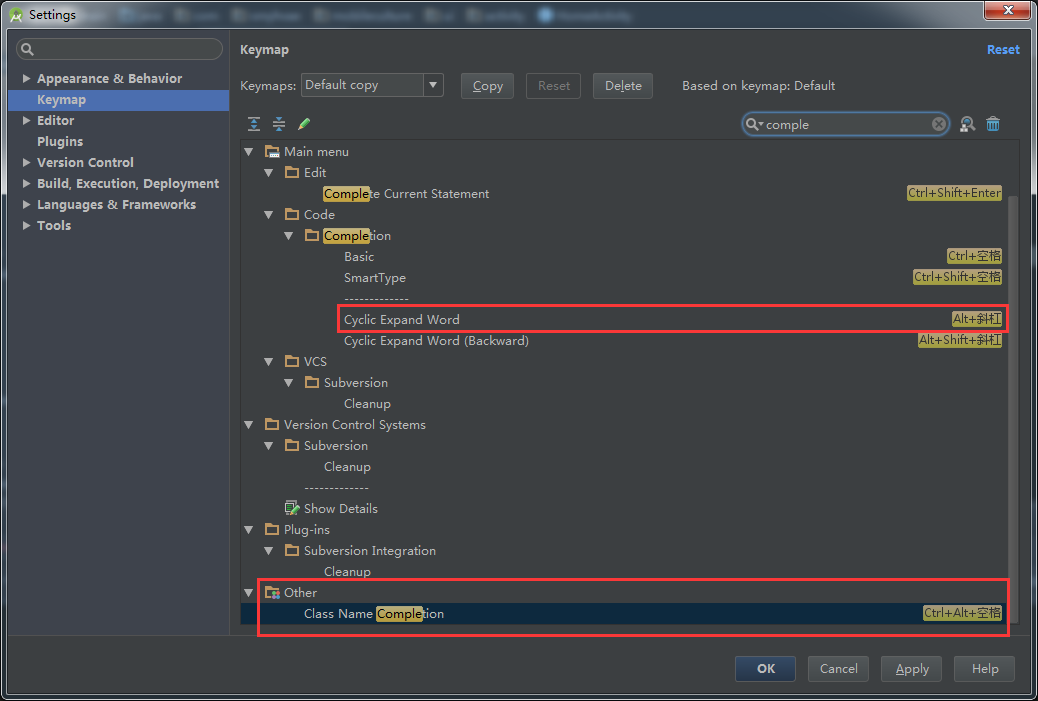 Settings
Keymap
Reset
Appearance & Behavior
Keymap
Editor
Plugins
Version Control
Build, Execution, Deployment
Languages & Frameworks
Tools
Keymaps: Default copy Copy Reset Delete Based on keymap: Default
comple
Main menu
Edit
Complete Current Statement Ctrl+Shift+Enter
Code
Completion
Basic Ctrl+空格
SmartType Ctrl+Shift+空格
-------------
Cyclic Expand Word Alt+斜杠
Cyclic Expand Word (Backward) Alt+Shift+斜杠
VCS
Subversion
Cleanup
Version Control Systems
Subversion
Cleanup
-------------
Show Details
Plug-ins
Subversion Integration
Cleanup
Other
Class Name Completion Ctrl+Alt+空格
OK Cancel Apply Help